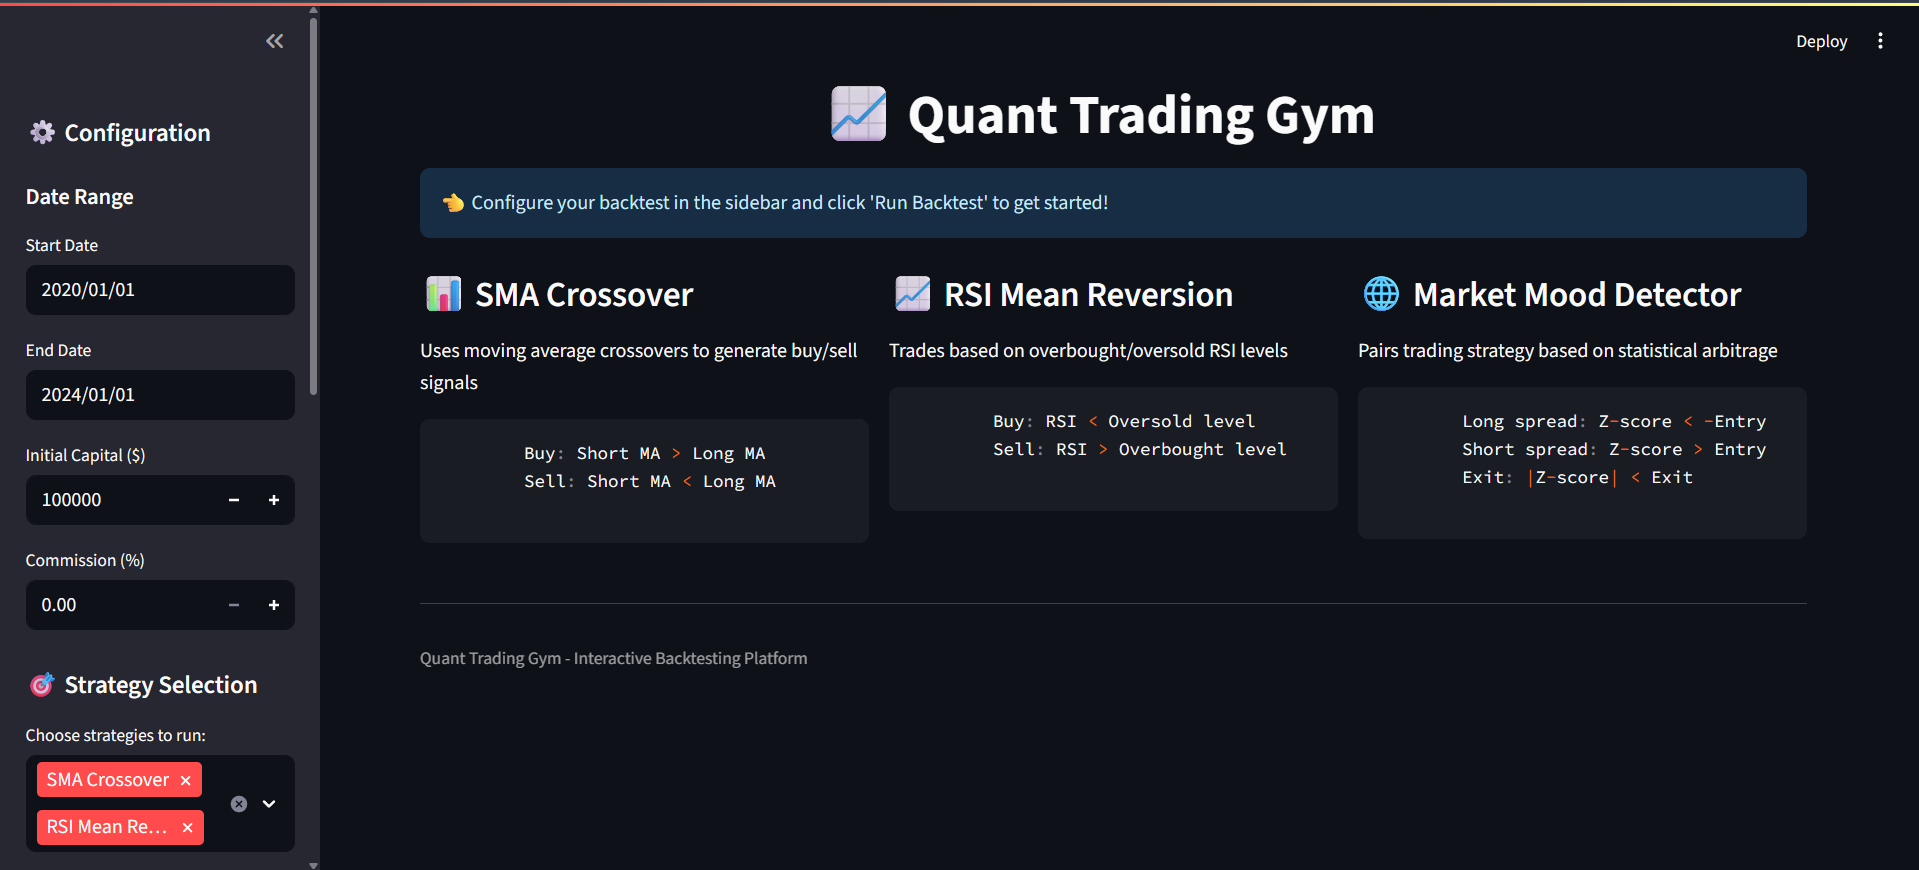 Deploy
Configuration
Date Range
Start Date
2020/01/01
End Date
2024/01/01
Initial Capital ($)
100000
Commission (%)
0.00
Strategy Selection
Choose strategies to run:
SMA Crossover
RSI Mean Re...
Quant Trading Gym
Configure your backtest in the sidebar and click 'Run Backtest' to get started!
SMA Crossover
Uses moving average crossovers to generate buy/sell
signals
Buy: Short MA > Long MA
Sell: Short MA < Long MA
RSI Mean Reversion
Trades based on overbought/oversold RSI levels
Buy: RSI < Oversold level
Sell: RSI > Overbought level
Market Mood Detector
Pairs trading strategy based on statistical arbitrage
Long spread: Z-score < -Entry
Short spread: Z-score > Entry
Exit: |Z-score| < Exit
Quant Trading Gym - Interactive Backtesting Platform